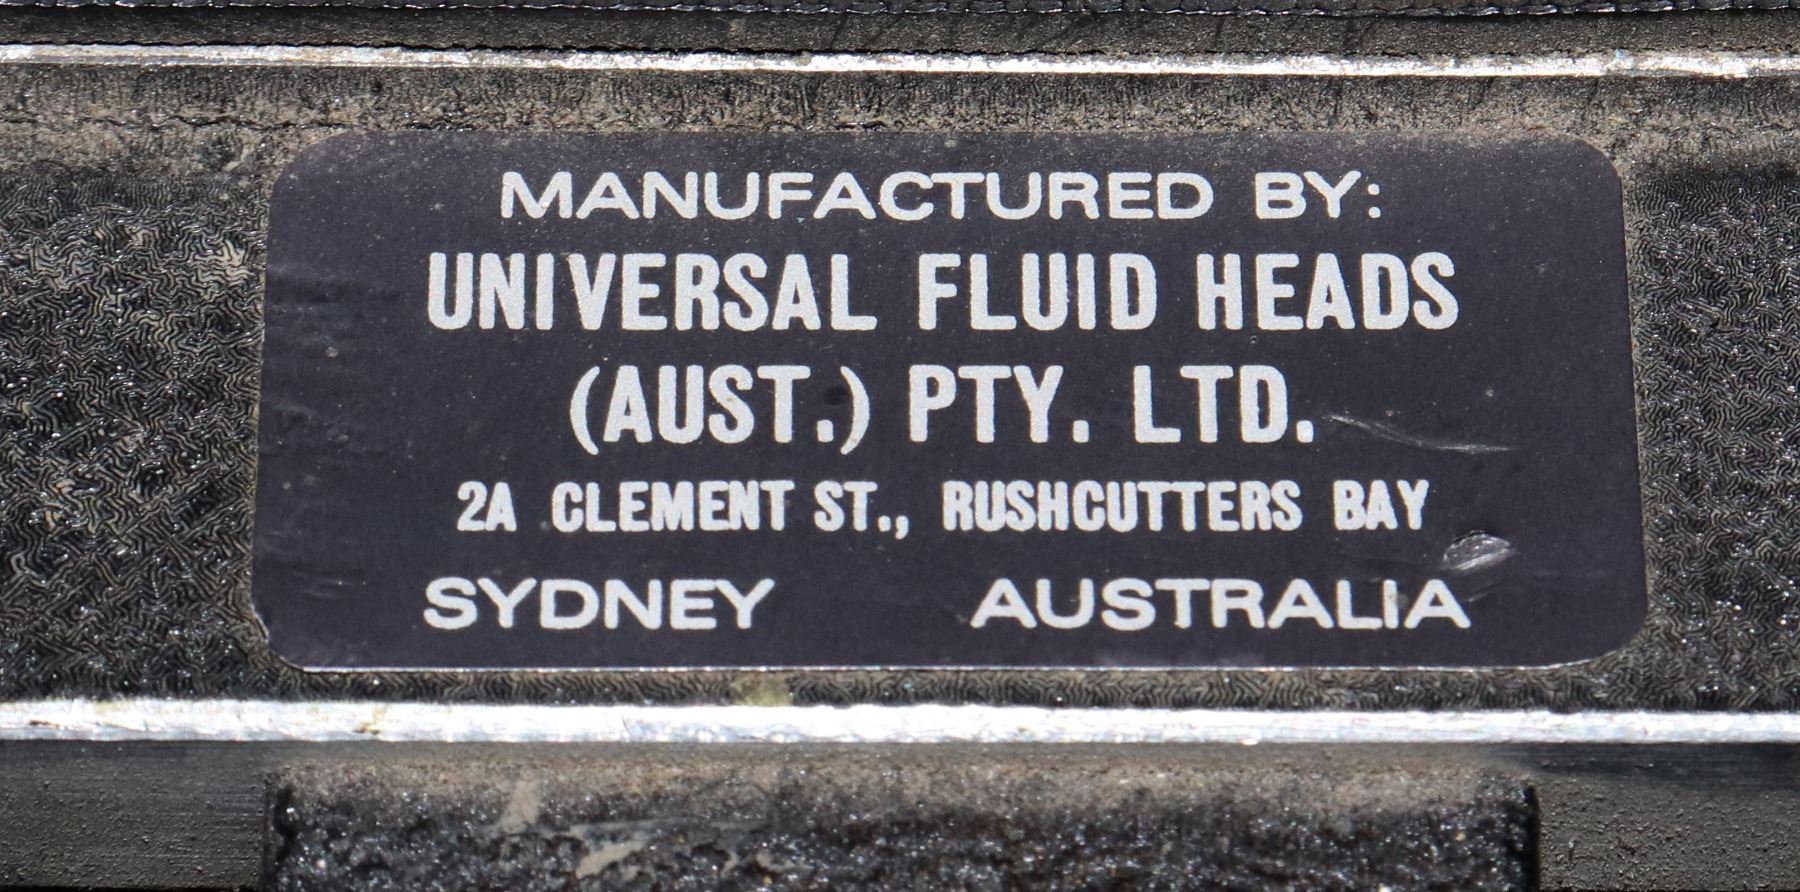 MANUFACTURED BY:
UNIVERSAL FLUID HEADS
(AUST.) PTY. LTD.
2A CLEMENT ST., RUSHCUTTERS BAY
SYDNEY AUSTRALIA